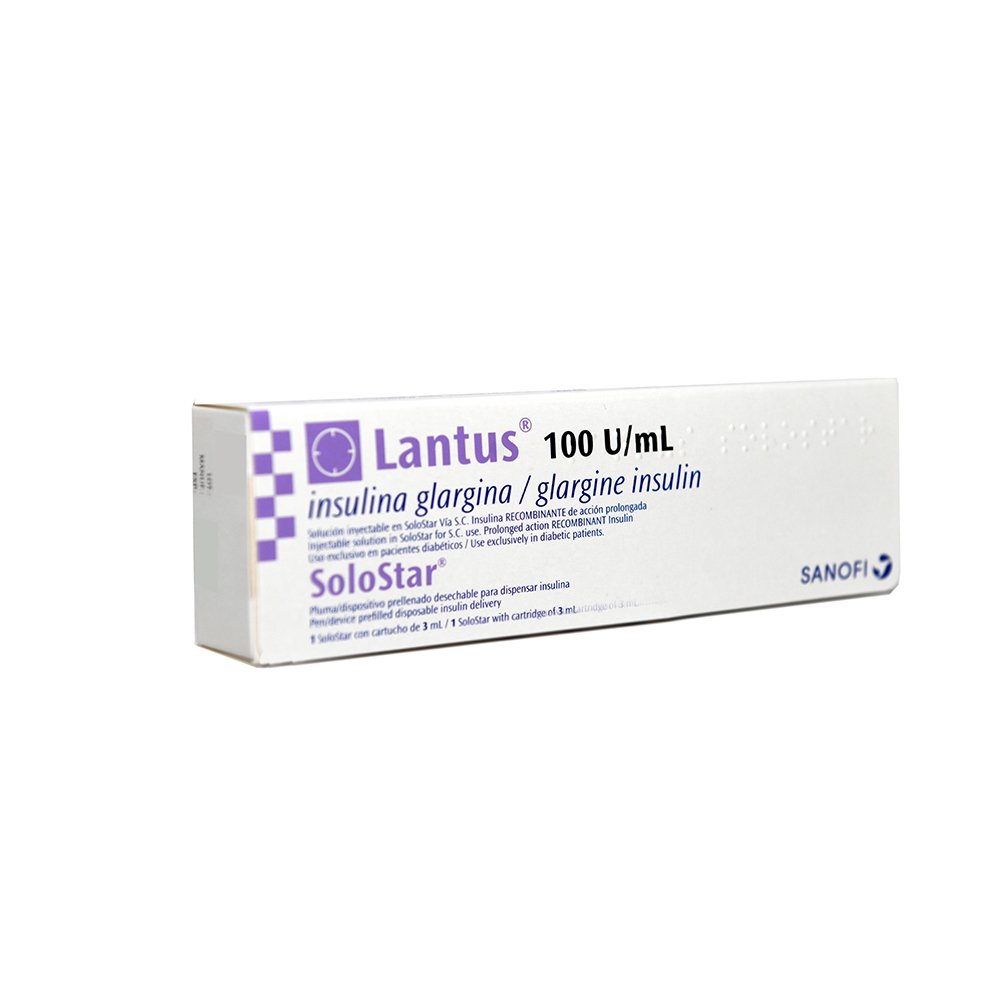 Lantus® 100 U/mL
insulina glargina / glargine insulin
Solución inyectable en SoloStar Vía S.C. Insulina RECOMBINANTE de acción prolongada
Injectable solution in SoloStar for S.C. use. Prolonged action RECOMBINANT Insulin
Uso exclusivo en pacientes diabéticos / Use exclusively in diabetic patients.
SoloStar®
Pluma/dispositivo prellenado desechable para dispensar insulina
Pen/device prefilled disposable insulin delivery
1 SoloStar con cartucho de 3 mL / 1 SoloStar with cartridge of 3 mL
SANOFI
LOT: